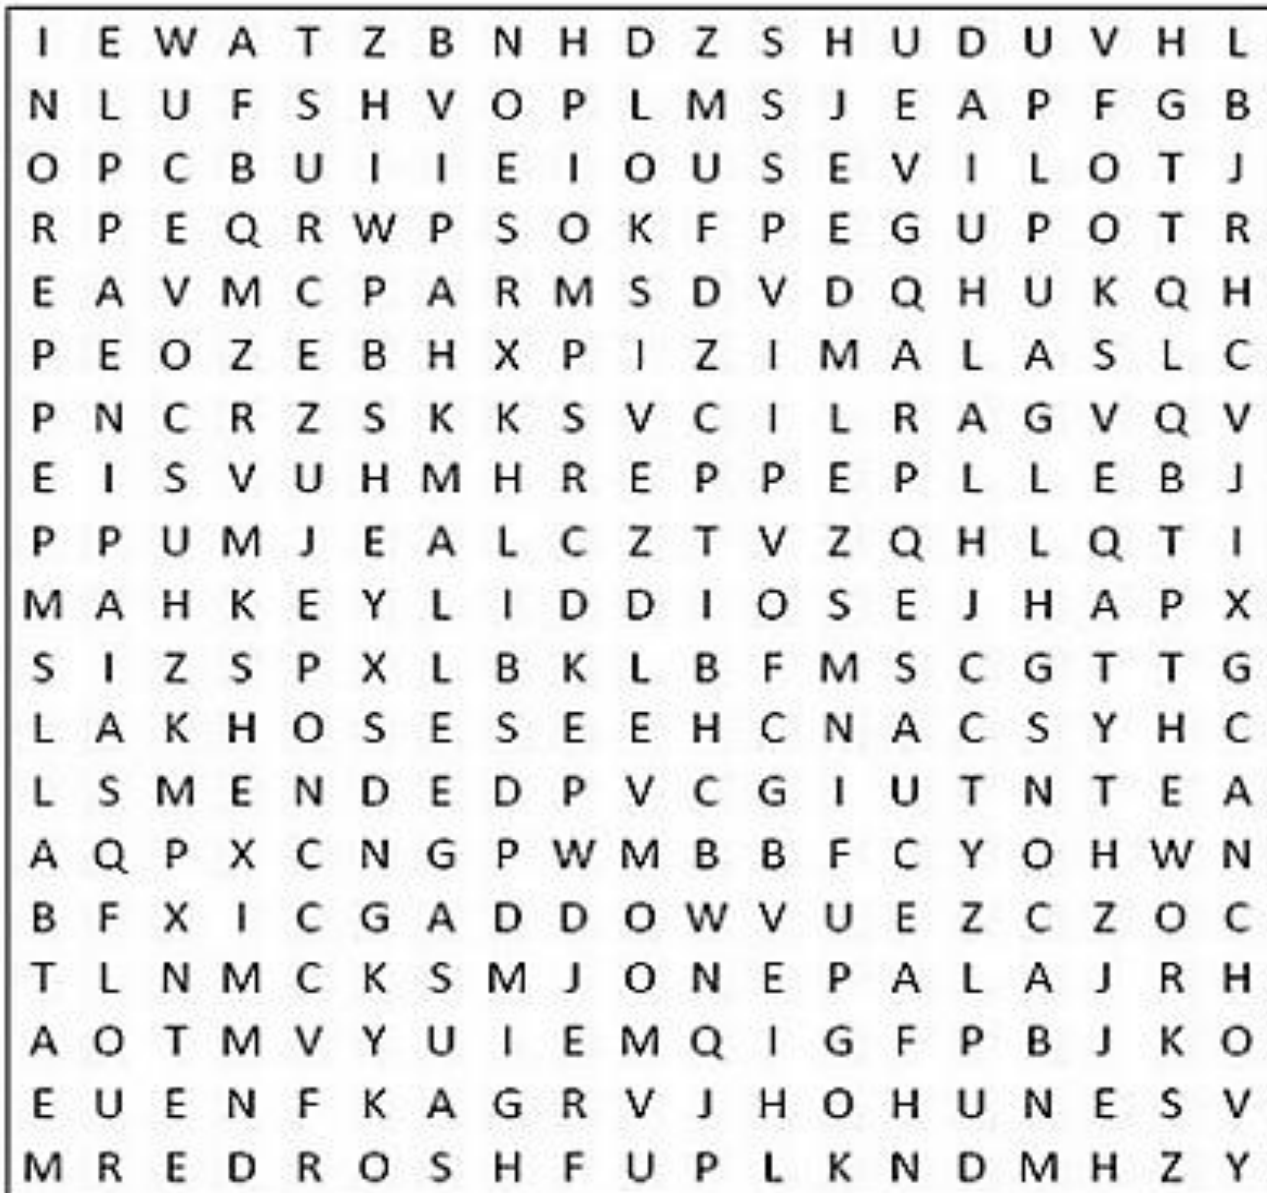 I E W A T Z B N H D Z S H U D U V H L
N L U F S H V O P L M S J E A P F G B
O P C B U I I E I O U S E V I L O T J
R P E Q R W P S O K F P E G U P O T R
E A V M C P A R M S D V D Q H U K Q H
P E O Z E B H X P I Z I M A L A S L C
P N C R Z S K K S V C I L R A G V Q V
E I S V U H M H R E P P E P L L E B J
P P U M J E A L C Z T V Z Q H L Q T I
M A H K E Y L I D D I O S E J H A P X
S I Z S P X L B K L B F M S C G T T G
L A K H O S E S E E H C N A C S Y H C
L S M E N D E D P V C G I U T N T E A
A Q P X C N G P W M B B F C Y O H W N
B F X I C G A D D O W V U E Z C Z O C
T L N M C K S M J O N E P A L A J R H
A O T M V Y U I E M Q I G F P B J K O
E U E N F K A G R V J H O H U N E S V
M R E D R O S H F U P L K N D M H Z Y